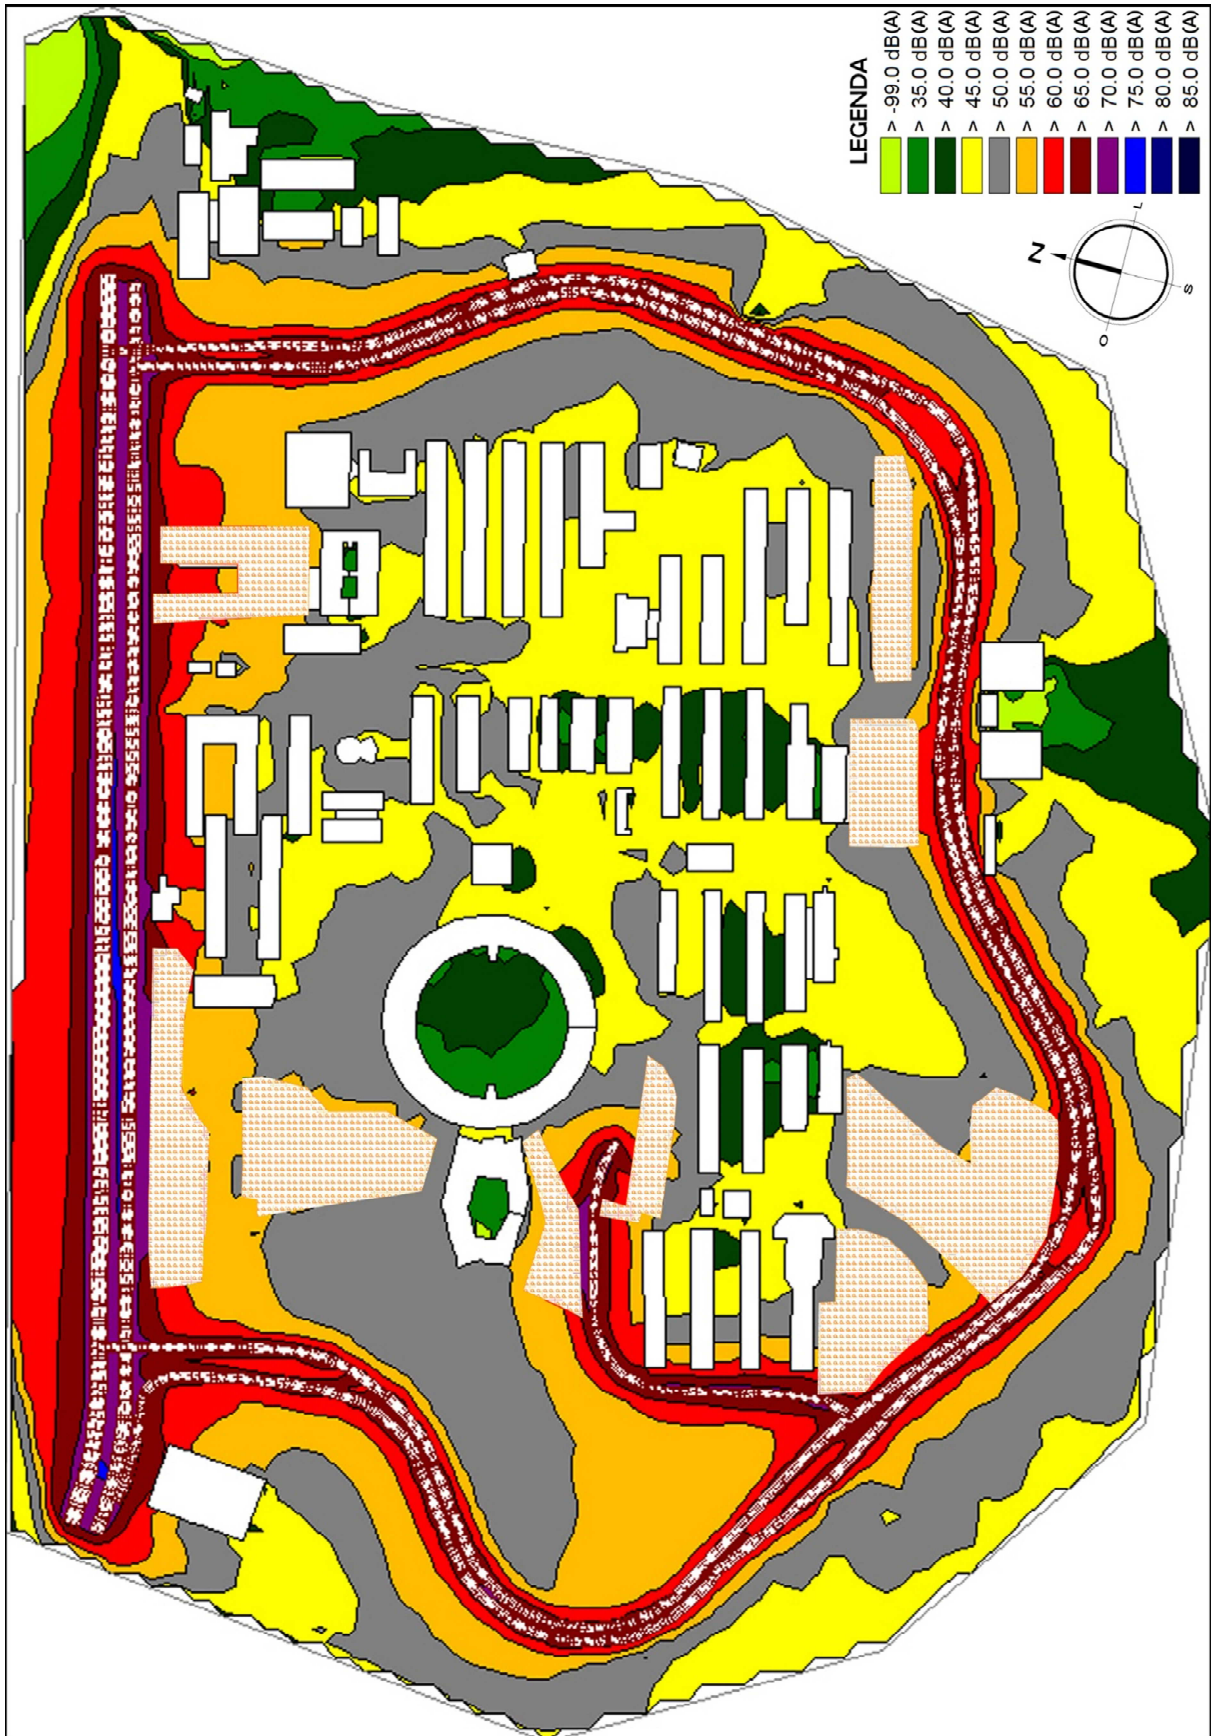 LEGENDA
> -99.0 dB(A)
> 35.0 dB(A)
> 40.0 dB(A)
> 45.0 dB(A)
> 50.0 dB(A)
> 55.0 dB(A)
> 60.0 dB(A)
> 65.0 dB(A)
> 70.0 dB(A)
> 75.0 dB(A)
> 80.0 dB(A)
> 85.0 dB(A)
N
L
S
O